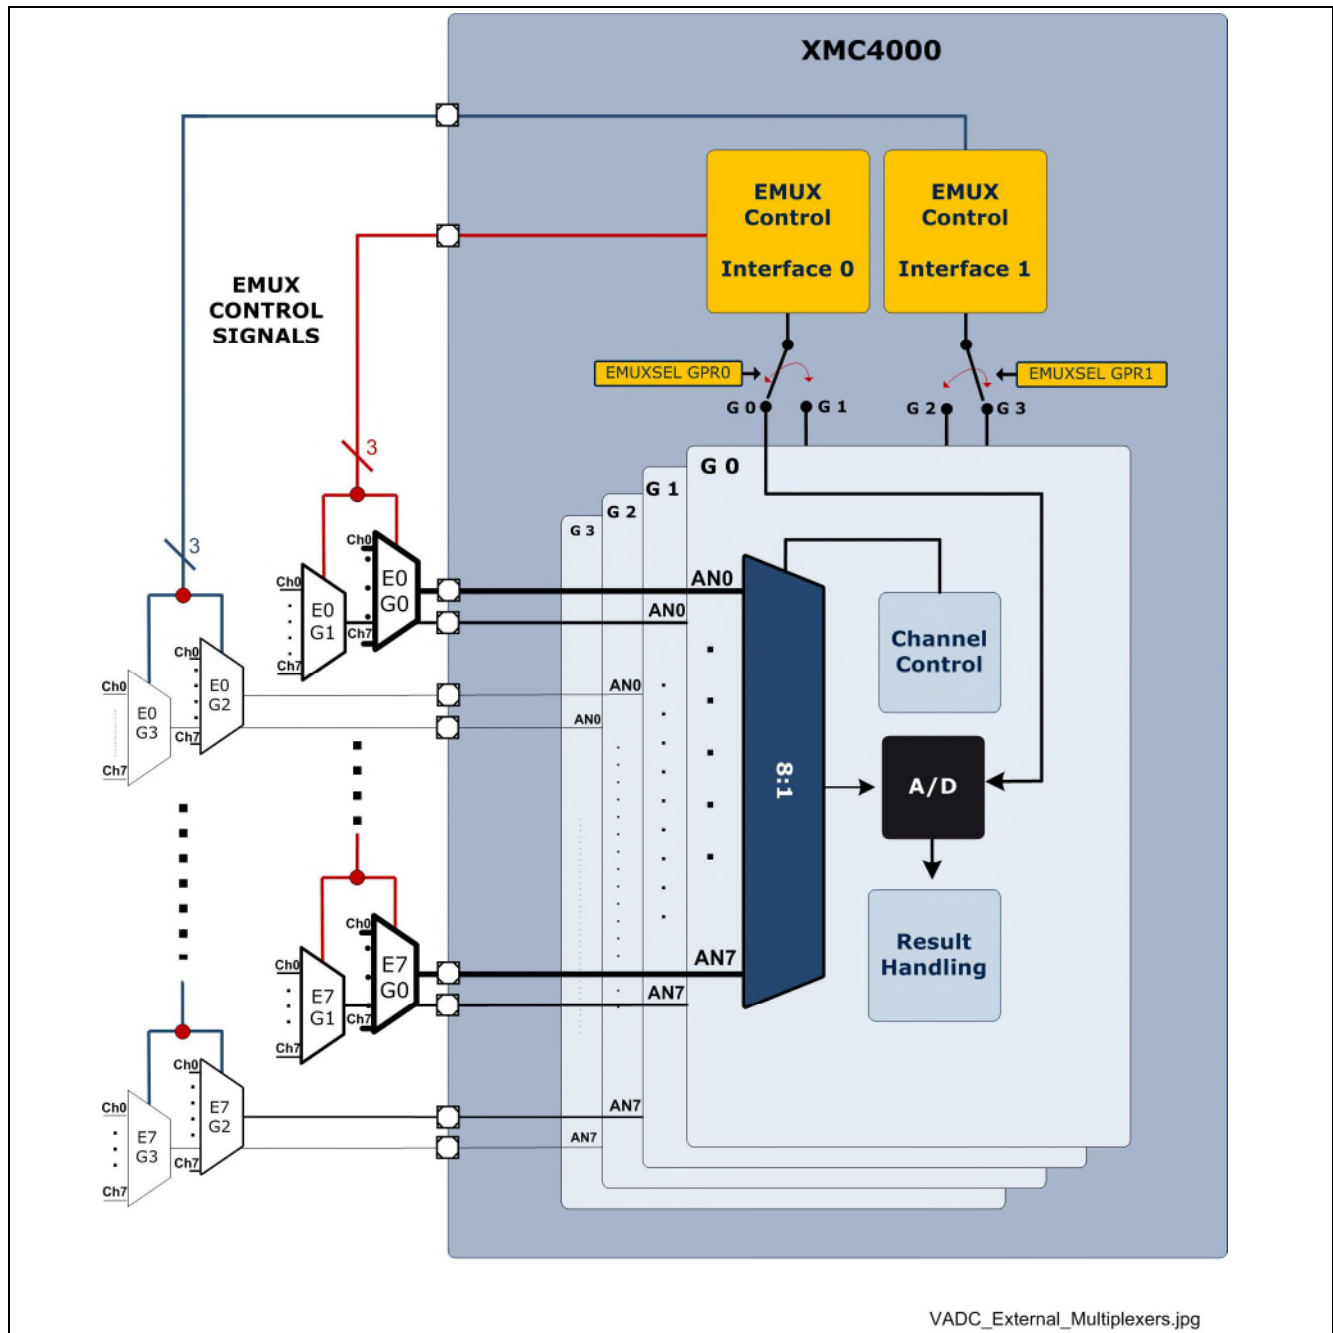 XMC4000
EMUX
Control
Interface 0
EMUX
Control
Interface 1
EMUX
CONTROL
SIGNALS
EMUXSEL GPR0
EMUXSEL GPR1
G 0
G 1
G 2
G 3
3
G 0
G 1
G 2
G 3
3
Ch0
E0
G0
Ch7
Ch0
E0
G1
Ch7
AN0
AN0
Channel
Control
Ch0
E0
G2
Ch7
Ch0
E0
G3
Ch7
AN0
AN0
8:1
A/D
Ch0
E7
G0
Ch7
Ch0
E7
G1
Ch7
AN7
AN7
Result
Handling
Ch0
E7
G2
Ch7
Ch0
E7
G3
Ch7
AN7
AN7
VADC_External_Multiplexers.jpg